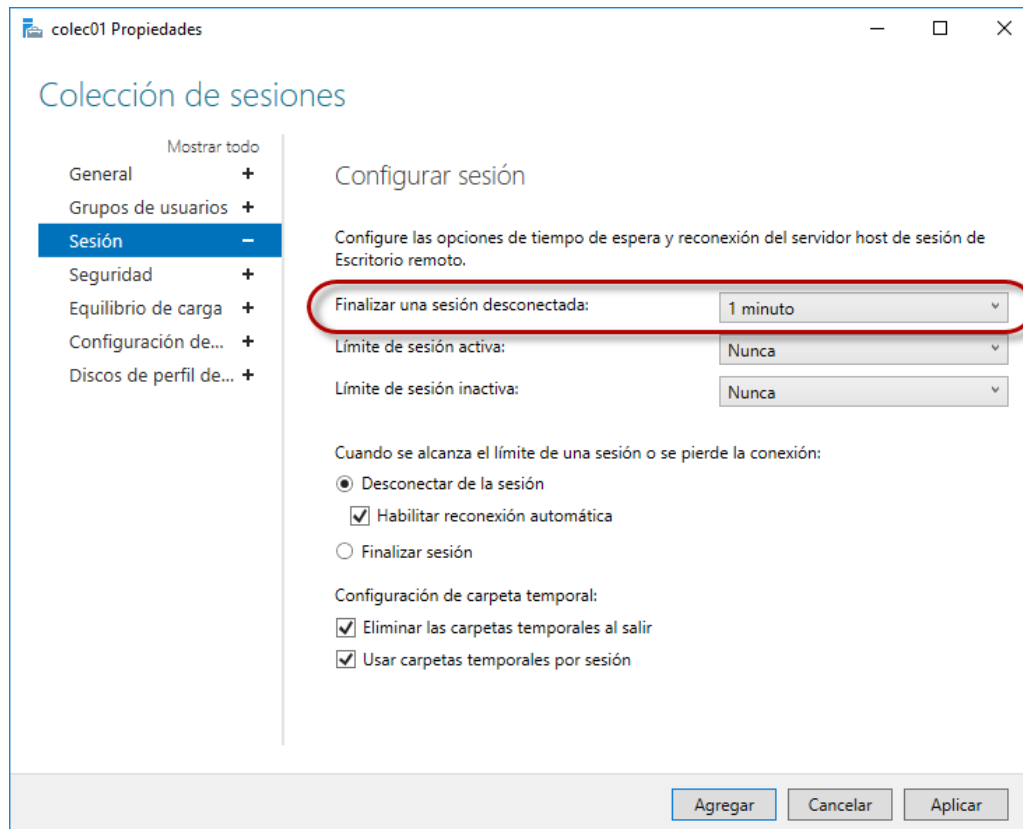 colec01 Propiedades
Colección de sesiones
Mostrar todo
General +
Grupos de usuarios +
Sesión −
Seguridad +
Equilibrio de carga +
Configuración de... +
Discos de perfil de... +
Configurar sesión
Configure las opciones de tiempo de espera y reconexión del servidor host de sesión de
Escritorio remoto.
Finalizar una sesión desconectada: 1 minuto
Límite de sesión activa: Nunca
Límite de sesión inactiva: Nunca
Cuando se alcanza el límite de una sesión o se pierde la conexión:
Desconectar de la sesión
Habilitar reconexión automática
Finalizar sesión
Configuración de carpeta temporal:
Eliminar las carpetas temporales al salir
Usar carpetas temporales por sesión
Agregar Cancelar Aplicar